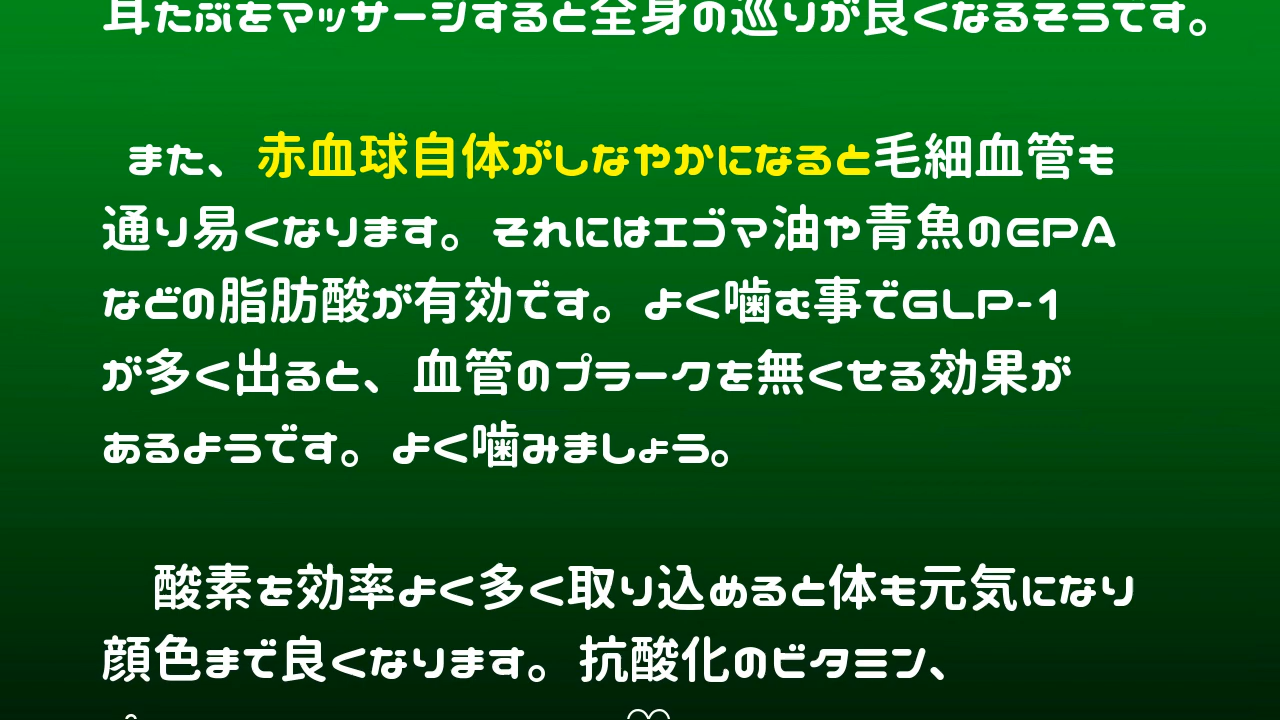 耳たぶをマッサージすると全身の巡りが良くなるそうです。
また、赤血球自体がしなやかになると毛細血管も
通り易くなります。それにはエゴマ油や青魚のEPA
などの脂肪酸が有効です。よく噛む事でGLP-1
が多く出ると、血管のプラークを無くせる効果が
あるようです。よく噛みましょう。
酸素を効率よく多く取り込めると体も元気になり
顔色まで良くなります。抗酸化のビタミン、